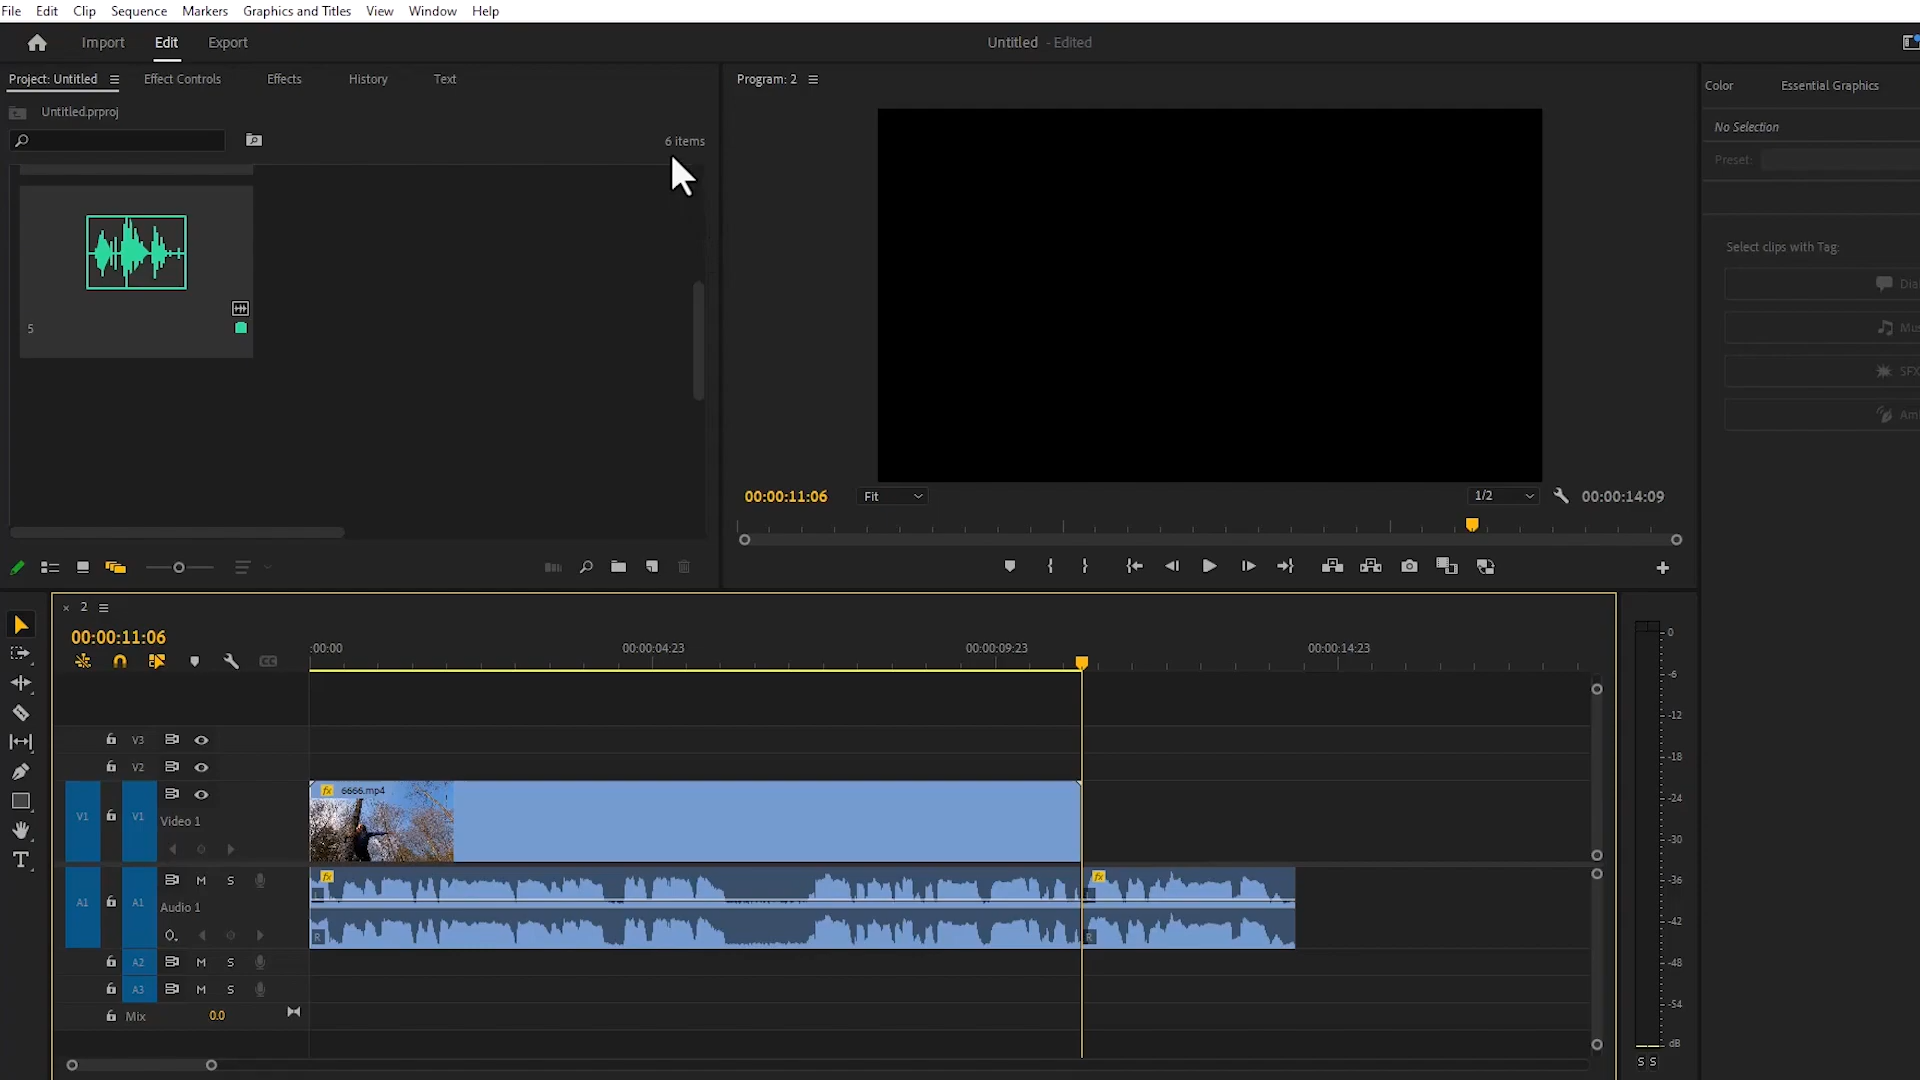 File Edit Clip Sequence Markers Graphics and Titles View Window Help
Import Edit Export Untitled - Edited
Project: Untitled Effect Controls Effects History Text
Program: 2
Color Essential Graphics
Untitled.prproj
6 items
No Selection
Preset:
Select clips with Tag:
Dia
Mus
SFX
Am
5
00:00:11:06 Fit 1/2 00:00:14:09
2
00:00:11:06
:00:00 00:00:04:23 00:00:09:23 00:00:14:23
V3
V2
fx 6666.mp4
V1 V1 Video 1
fx fx
M S
A1 A1 Audio 1
R R
A2 M S
A3 M S
Mix 0.0
0
-6
-12
-18
-24
-30
-36
-42
-48
-54
dB
S S